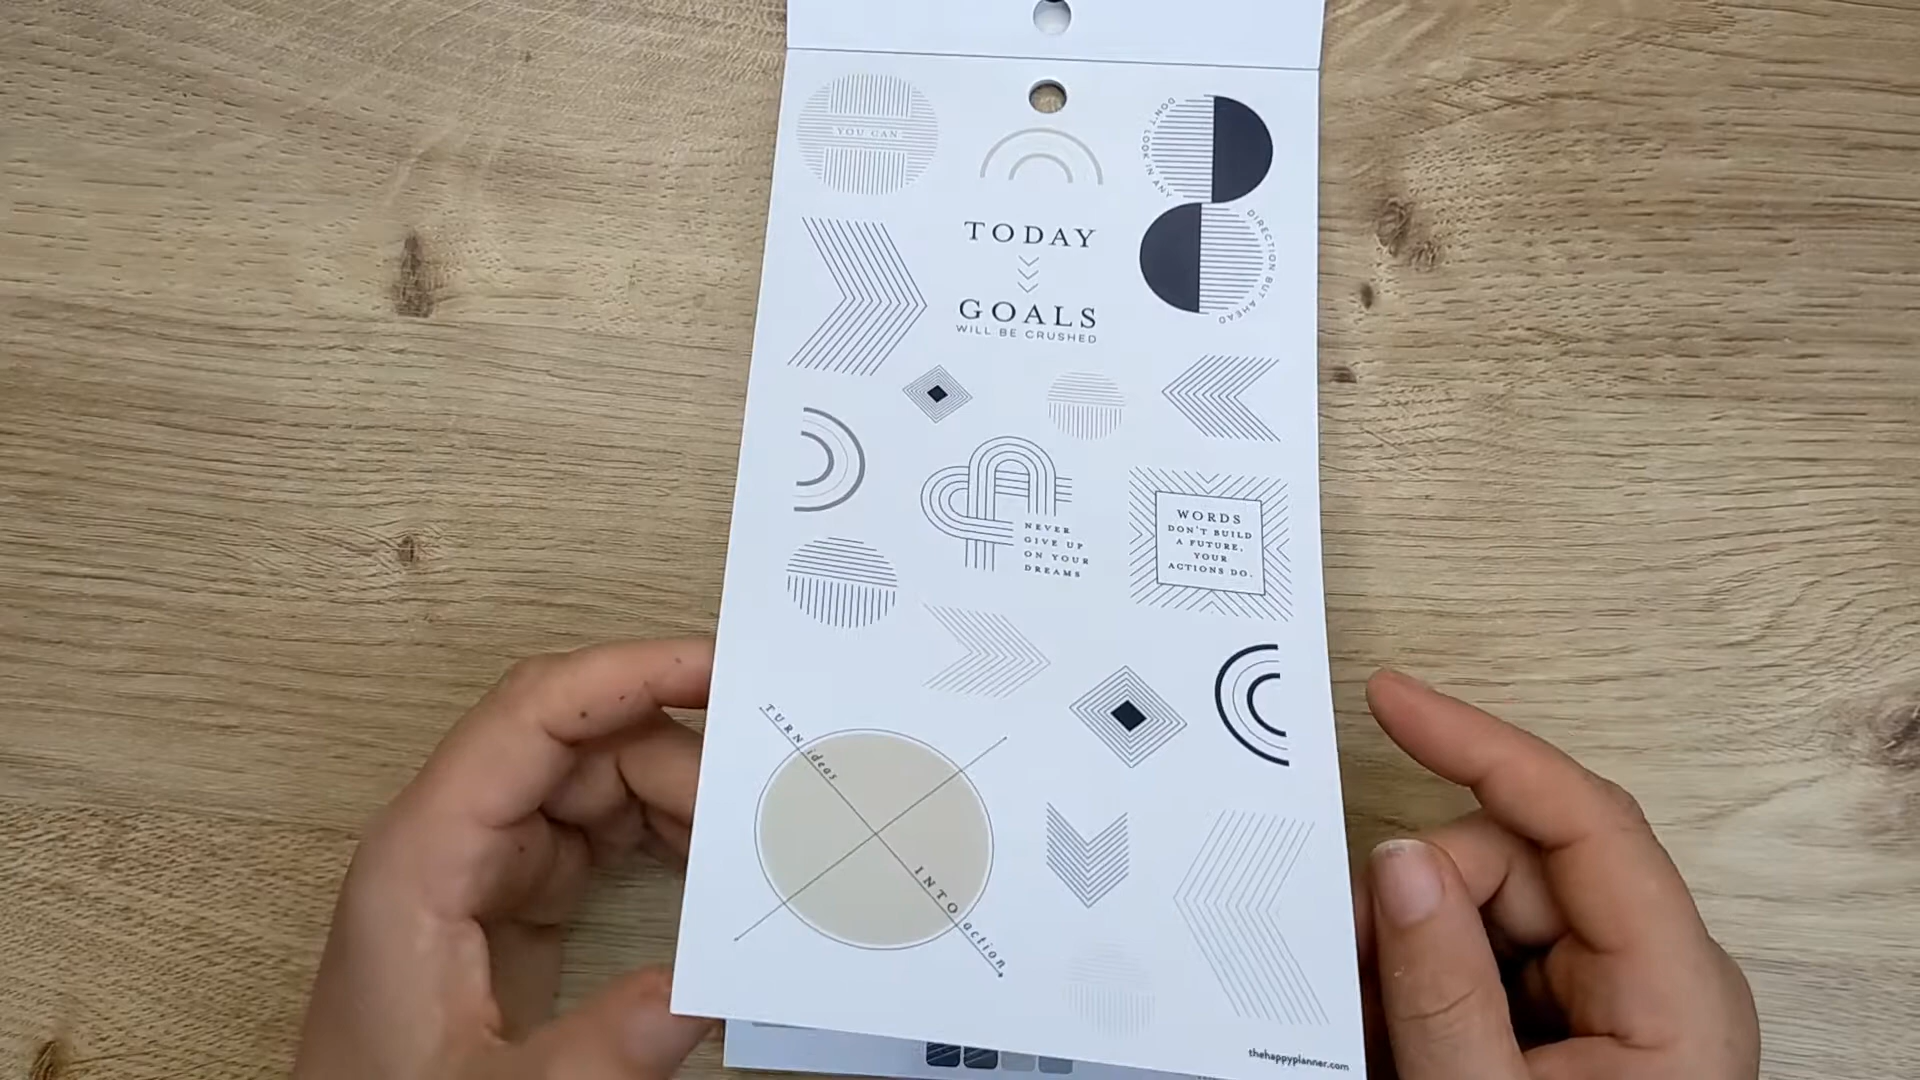 YOU CAN
DON'T LOOK IN ANY
DIRECTION BUT AHEAD
TODAY
GOALS
WILL BE CRUSHED
NEVER
GIVE UP
ON YOUR
DREAMS
WORDS
DON'T BUILD
A FUTURE,
YOUR
ACTIONS DO.
TURN ideas
INTO action
thehappyplanner.com